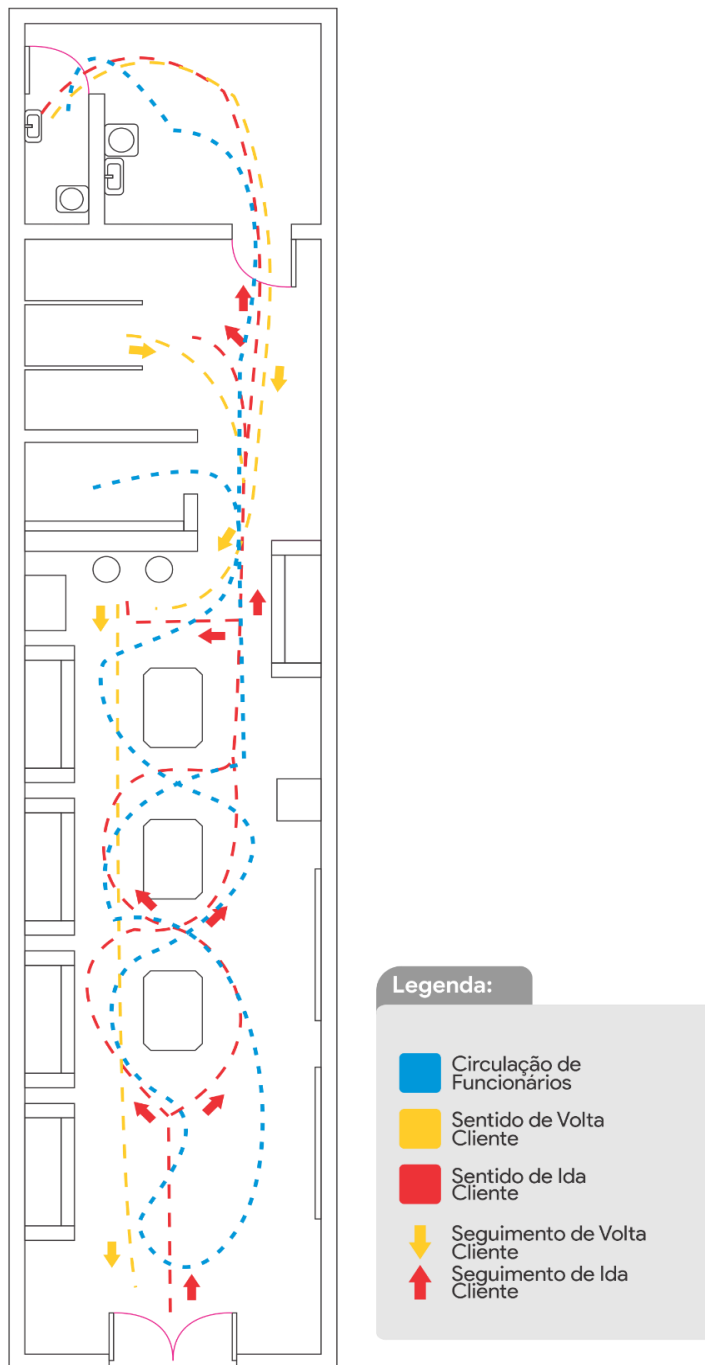 Legenda:
Circulação de
Funcionários
Sentido de Volta
Cliente
Sentido de Ida
Cliente
Seguimento de Volta
Cliente
Seguimento de Ida
Cliente